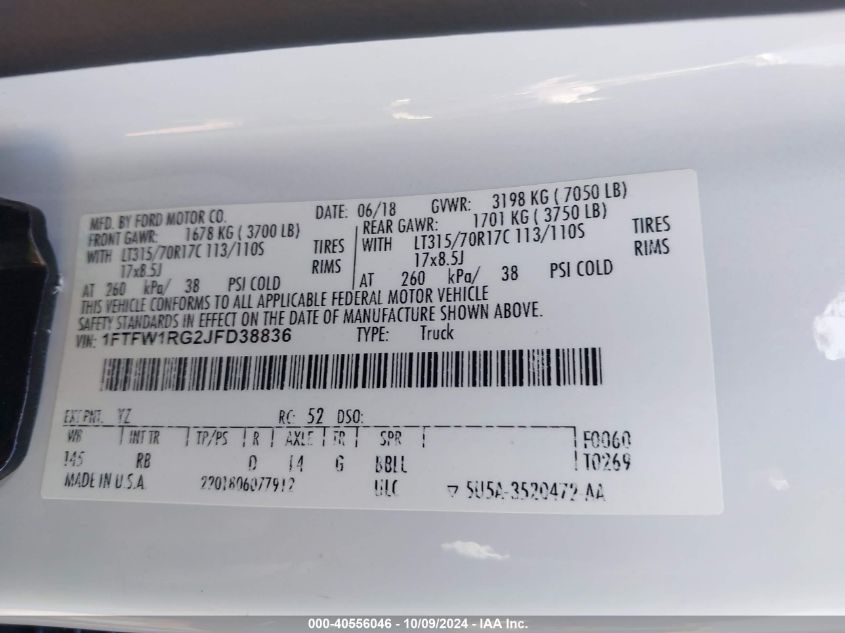 MFD. BY FORD MOTOR CO. DATE: 06/18 GVWR: 3198 KG ( 7050 LB)
FRONT GAWR: 1678 KG ( 3700 LB) REAR GAWR: 1701 KG ( 3750 LB)
WITH LT315/70R17C 113/110S TIRES WITH LT315/70R17C 113/110S TIRES
17x8.5J RIMS 17x8.5J RIMS
AT 260 kPa/ 38 PSI COLD AT 260 kPa/ 38 PSI COLD
THIS VEHICLE CONFORMS TO ALL APPLICABLE FEDERAL MOTOR VEHICLE
SAFETY STANDARDS IN EFFECT ON THE DATE OF MANUFACTURE SHOWN ABOVE.
VIN: 1FTFW1RG2JFD38836 TYPE: Truck
EXT PNT: YZ RC: 52 DSO:
WB INT TR TP/PS R AXLE TR SPR F0060
145 RB D L4 G T0269
MADE IN U.S.A. 2201806077912 ULC 5U5A-3520472-AA
000-40556046 - 10/09/2024 - IAA Inc.